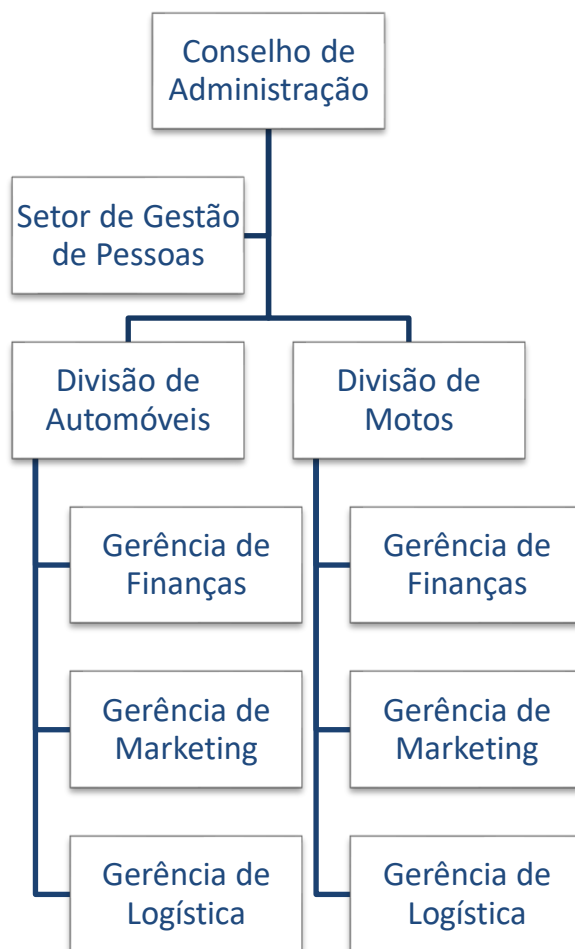 Conselho de
Administração
Setor de Gestão
de Pessoas
Divisão de
Automóveis
Divisão de
Motos
Gerência de
Finanças
Gerência de
Marketing
Gerência de
Logística
Gerência de
Finanças
Gerência de
Marketing
Gerência de
Logística